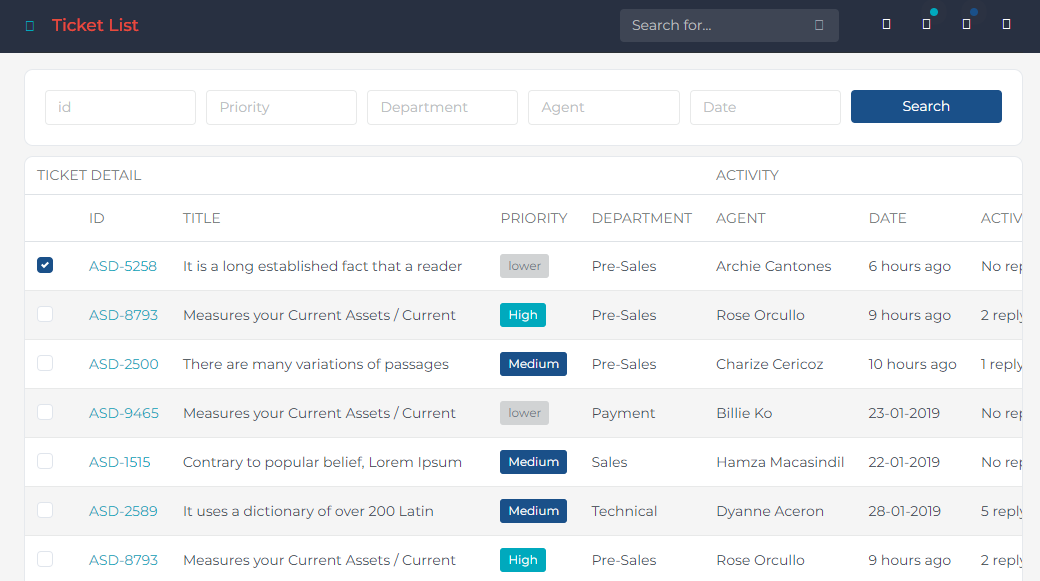 Ticket List Search for...
id Priority Department Agent Date Search
TICKET DETAIL ACTIVITY
ID TITLE PRIORITY DEPARTMENT AGENT DATE ACTIV
ASD-5258 It is a long established fact that a reader lower Pre-Sales Archie Cantones 6 hours ago No rep
ASD-8793 Measures your Current Assets / Current High Pre-Sales Rose Orcullo 9 hours ago 2 reply
ASD-2500 There are many variations of passages Medium Pre-Sales Charize Cericoz 10 hours ago 1 reply
ASD-9465 Measures your Current Assets / Current lower Payment Billie Ko 23-01-2019 No rep
ASD-1515 Contrary to popular belief, Lorem Ipsum Medium Sales Hamza Macasindil 22-01-2019 No rep
ASD-2589 It uses a dictionary of over 200 Latin Medium Technical Dyanne Aceron 28-01-2019 5 reply
ASD-8793 Measures your Current Assets / Current High Pre-Sales Rose Orcullo 9 hours ago 2 reply